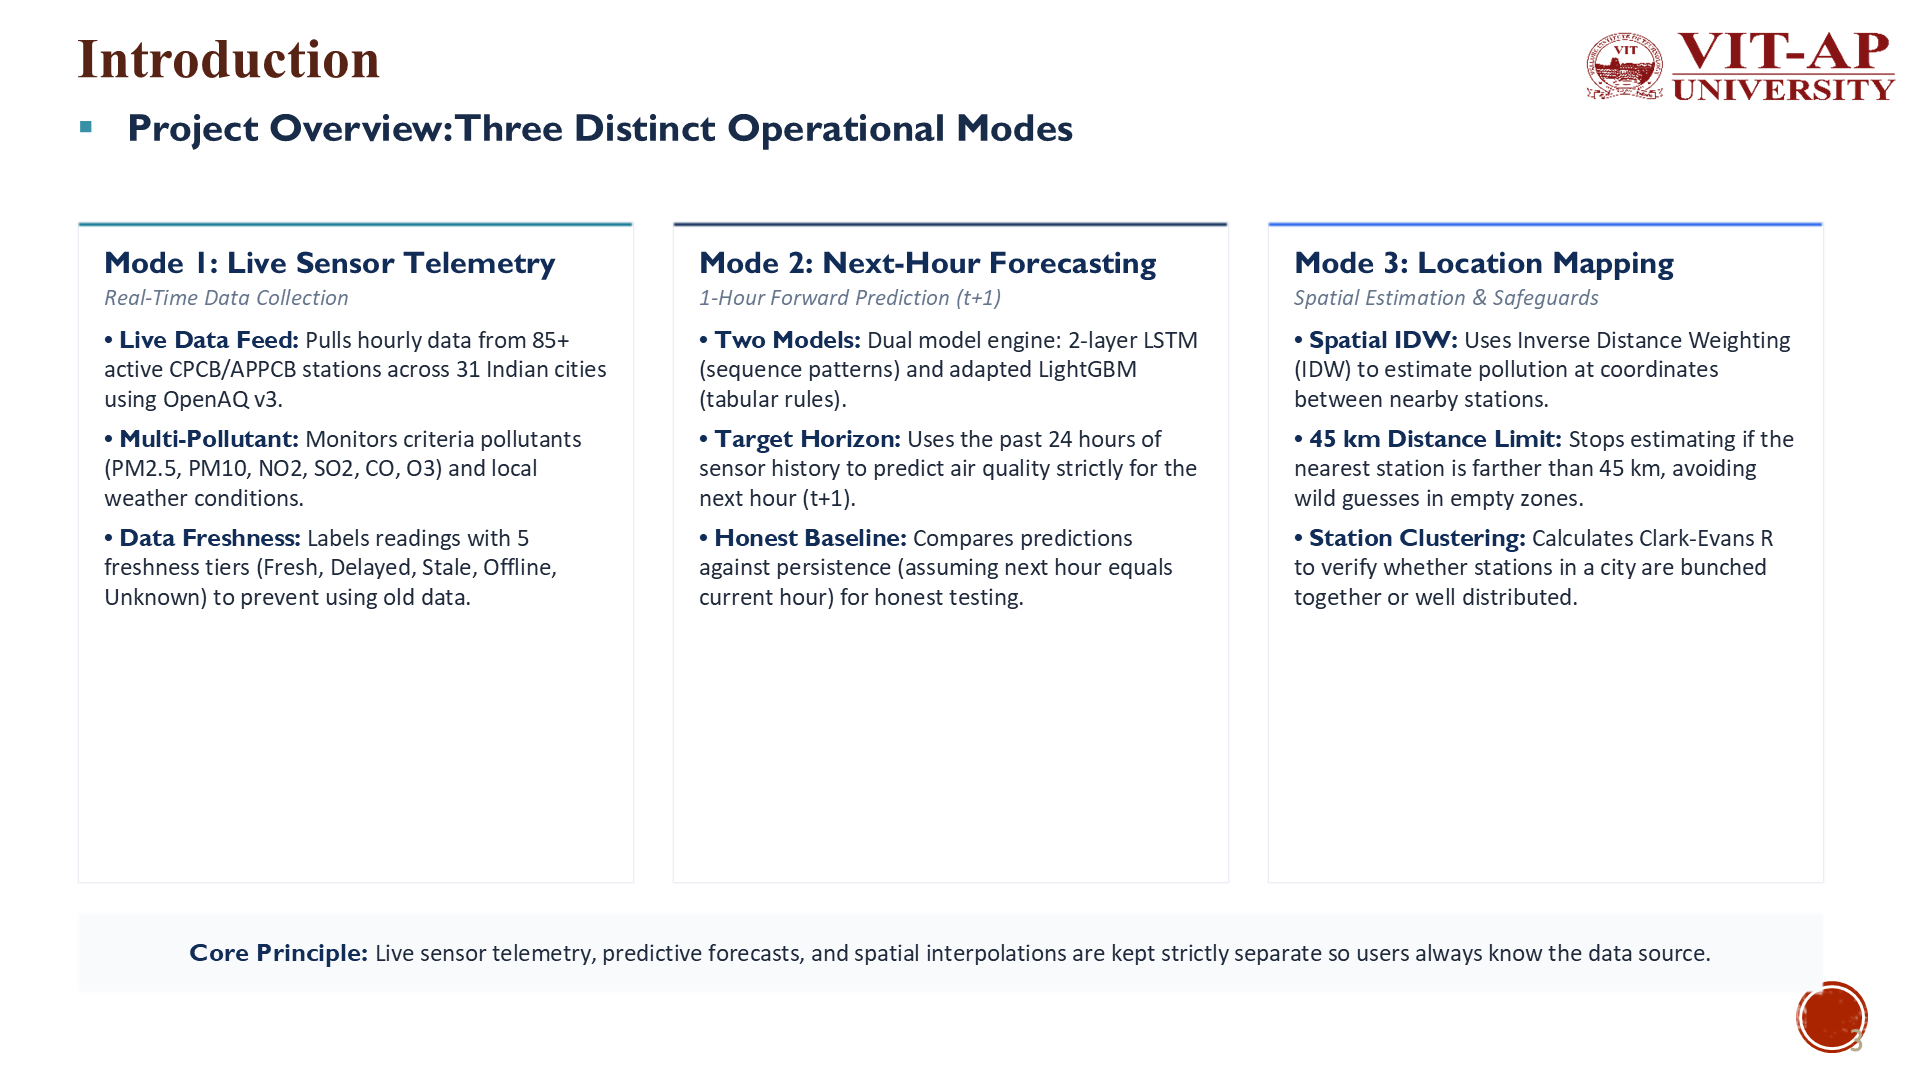 Introduction
VIT
VIT-AP
UNIVERSITY
▪ Project Overview: Three Distinct Operational Modes
Mode 1: Live Sensor Telemetry
Real-Time Data Collection
• Live Data Feed: Pulls hourly data from 85+
active CPCB/APPCB stations across 31 Indian cities
using OpenAQ v3.
• Multi-Pollutant: Monitors criteria pollutants
(PM2.5, PM10, NO2, SO2, CO, O3) and local
weather conditions.
• Data Freshness: Labels readings with 5
freshness tiers (Fresh, Delayed, Stale, Offline,
Unknown) to prevent using old data.
Mode 2: Next-Hour Forecasting
1-Hour Forward Prediction (t+1)
• Two Models: Dual model engine: 2-layer LSTM
(sequence patterns) and adapted LightGBM
(tabular rules).
• Target Horizon: Uses the past 24 hours of
sensor history to predict air quality strictly for the
next hour (t+1).
• Honest Baseline: Compares predictions
against persistence (assuming next hour equals
current hour) for honest testing.
Mode 3: Location Mapping
Spatial Estimation & Safeguards
• Spatial IDW: Uses Inverse Distance Weighting
(IDW) to estimate pollution at coordinates
between nearby stations.
• 45 km Distance Limit: Stops estimating if the
nearest station is farther than 45 km, avoiding
wild guesses in empty zones.
• Station Clustering: Calculates Clark-Evans R
to verify whether stations in a city are bunched
together or well distributed.
Core Principle: Live sensor telemetry, predictive forecasts, and spatial interpolations are kept strictly separate so users always know the data source.
3